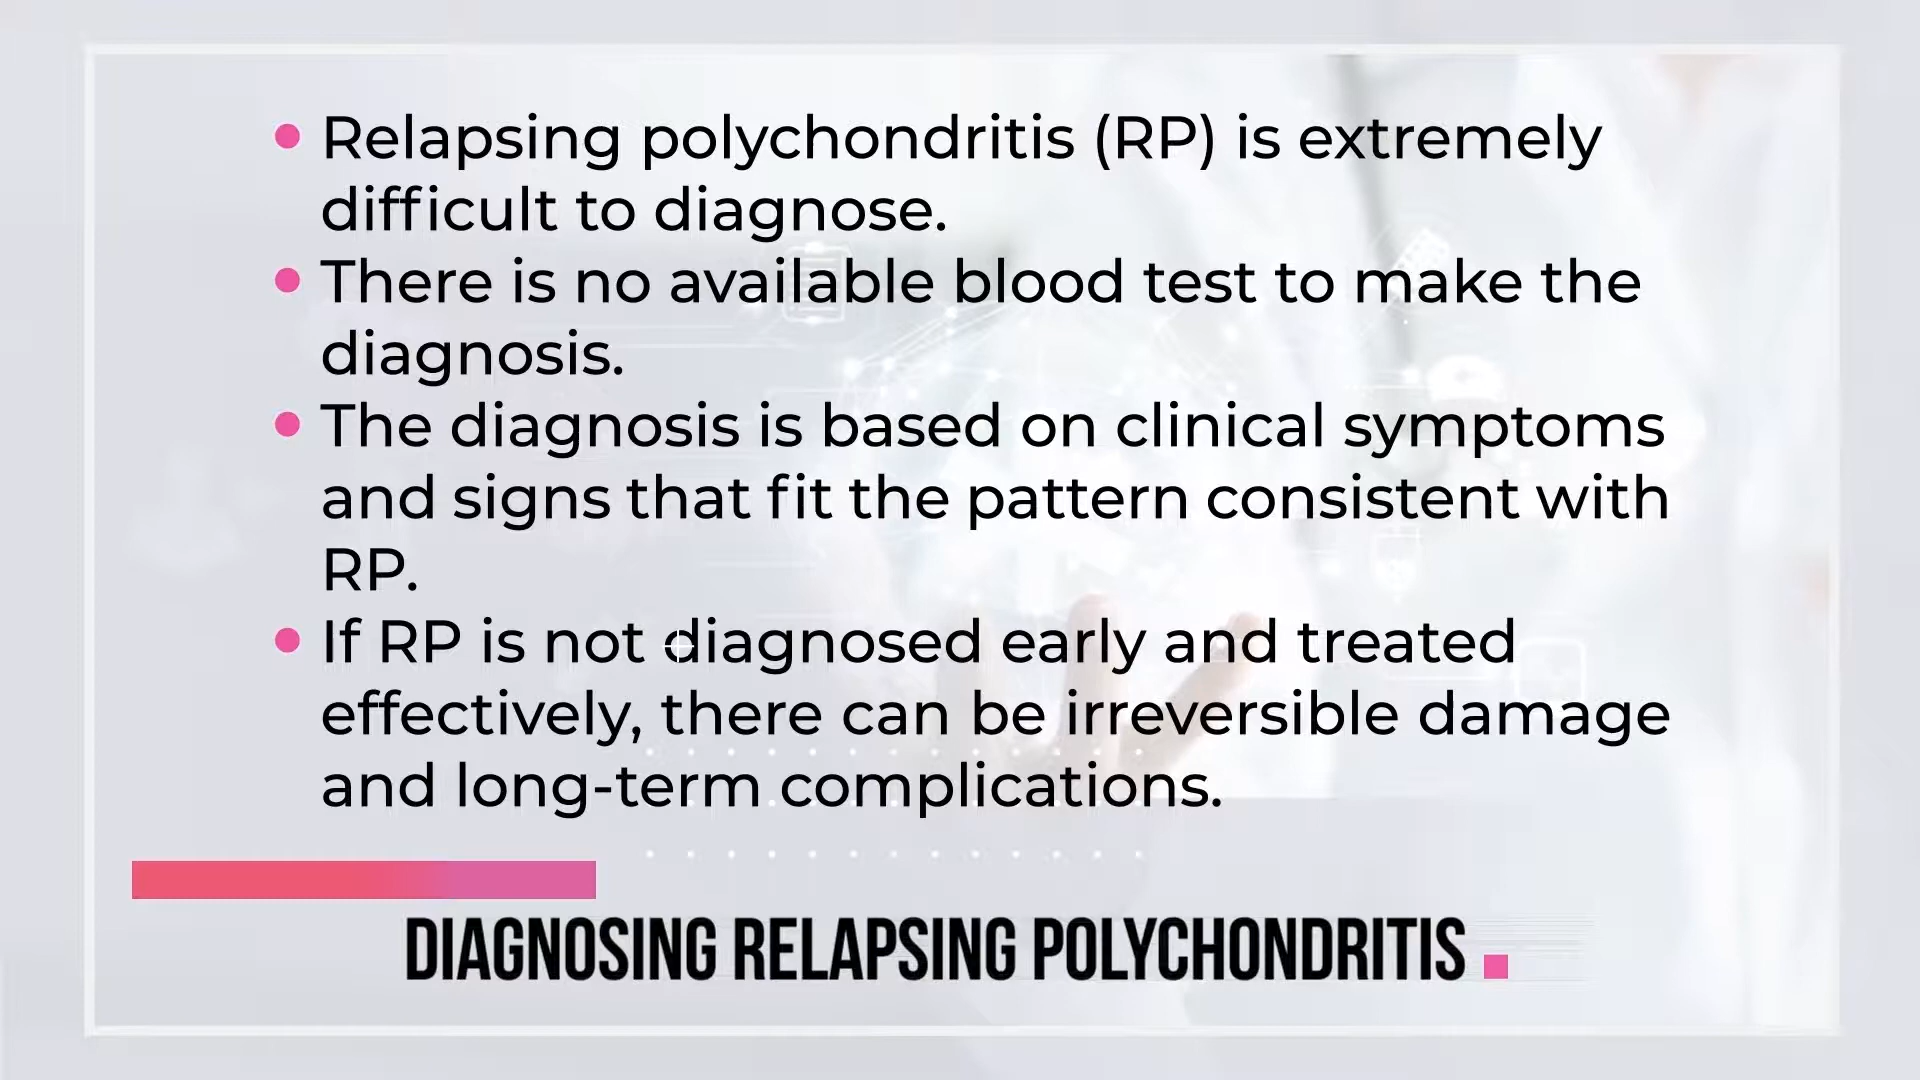 • Relapsing polychondritis (RP) is extremely
difficult to diagnose.
• There is no available blood test to make the
diagnosis.
• The diagnosis is based on clinical symptoms
and signs that fit the pattern consistent with
RP.
• If RP is not diagnosed early and treated
effectively, there can be irreversible damage
and long-term complications.
DIAGNOSING RELAPSING POLYCHONDRITIS